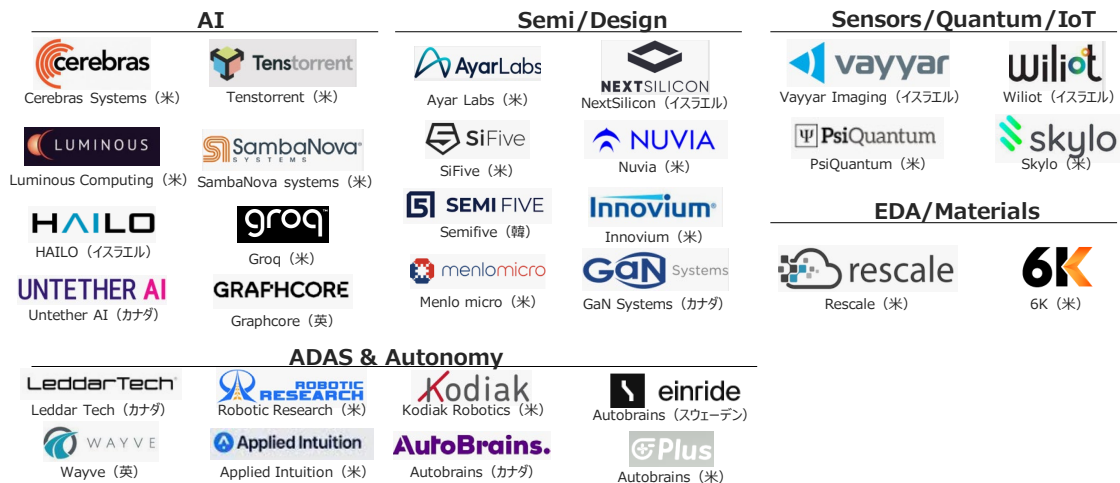 AI
cerebras
Cerebras Systems（米）
Tenstorrent
Tenstorrent（米）
LUMINOUS
Luminous Computing（米）
SambaNova®
SYSTEMS
SambaNova systems（米）
HAILO
HAILO（イスラエル）
groq™
Groq（米）
UNTETHER AI
Untether AI（カナダ）
GRAPHCORE
Graphcore（英）
Semi/Design
AyarLabs
Ayar Labs（米）
NEXTSILICON
NextSilicon（イスラエル）
SiFive
SiFive（米）
NUVIA
Nuvia（米）
SEMIFIVE
Semifive（韓）
Innovium®
Innovium（米）
menlomicro
Menlo micro（米）
GaN Systems
GaN Systems（カナダ）
Sensors/Quantum/IoT
vayyar
Vayyar Imaging（イスラエル）
wiliot
Wiliot（イスラエル）
Ψ PsiQuantum
PsiQuantum（米）
skylo
Skylo（米）
EDA/Materials
rescale
Rescale（米）
6K
6K（米）
ADAS & Autonomy
LeddarTech®
Leddar Tech（カナダ）
ROBOTIC
RESEARCH
Robotic Research（米）
Kodiak
Kodiak Robotics（米）
einride
Autobrains（スウェーデン）
WAYVE
Wayve（英）
Applied Intuition
Applied Intuition（米）
AutoBrains.
Autobrains（カナダ）
Plus
Autobrains（米）